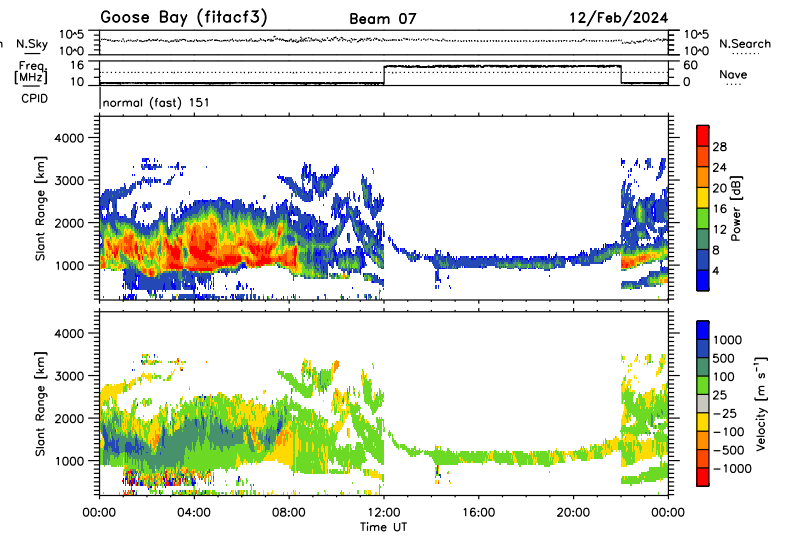 Goose Bay (fitacf3) Beam 07 12/Feb/2024
n N.Sky 10^5 10^5 N.Search
10^0 10^0
Freq. 16 60 Nave
[MHz] 10 0
CPID normal (fast) 151
4000
3000
2000
1000
Slant Range [km]
28
24
20
16
12
8
4
Power [dB]
4000
3000
2000
1000
Slant Range [km]
1000
500
100
25
-25
-100
-500
-1000
Velocity [m s⁻¹]
00:00 04:00 08:00 12:00 16:00 20:00 00:00
Time UT